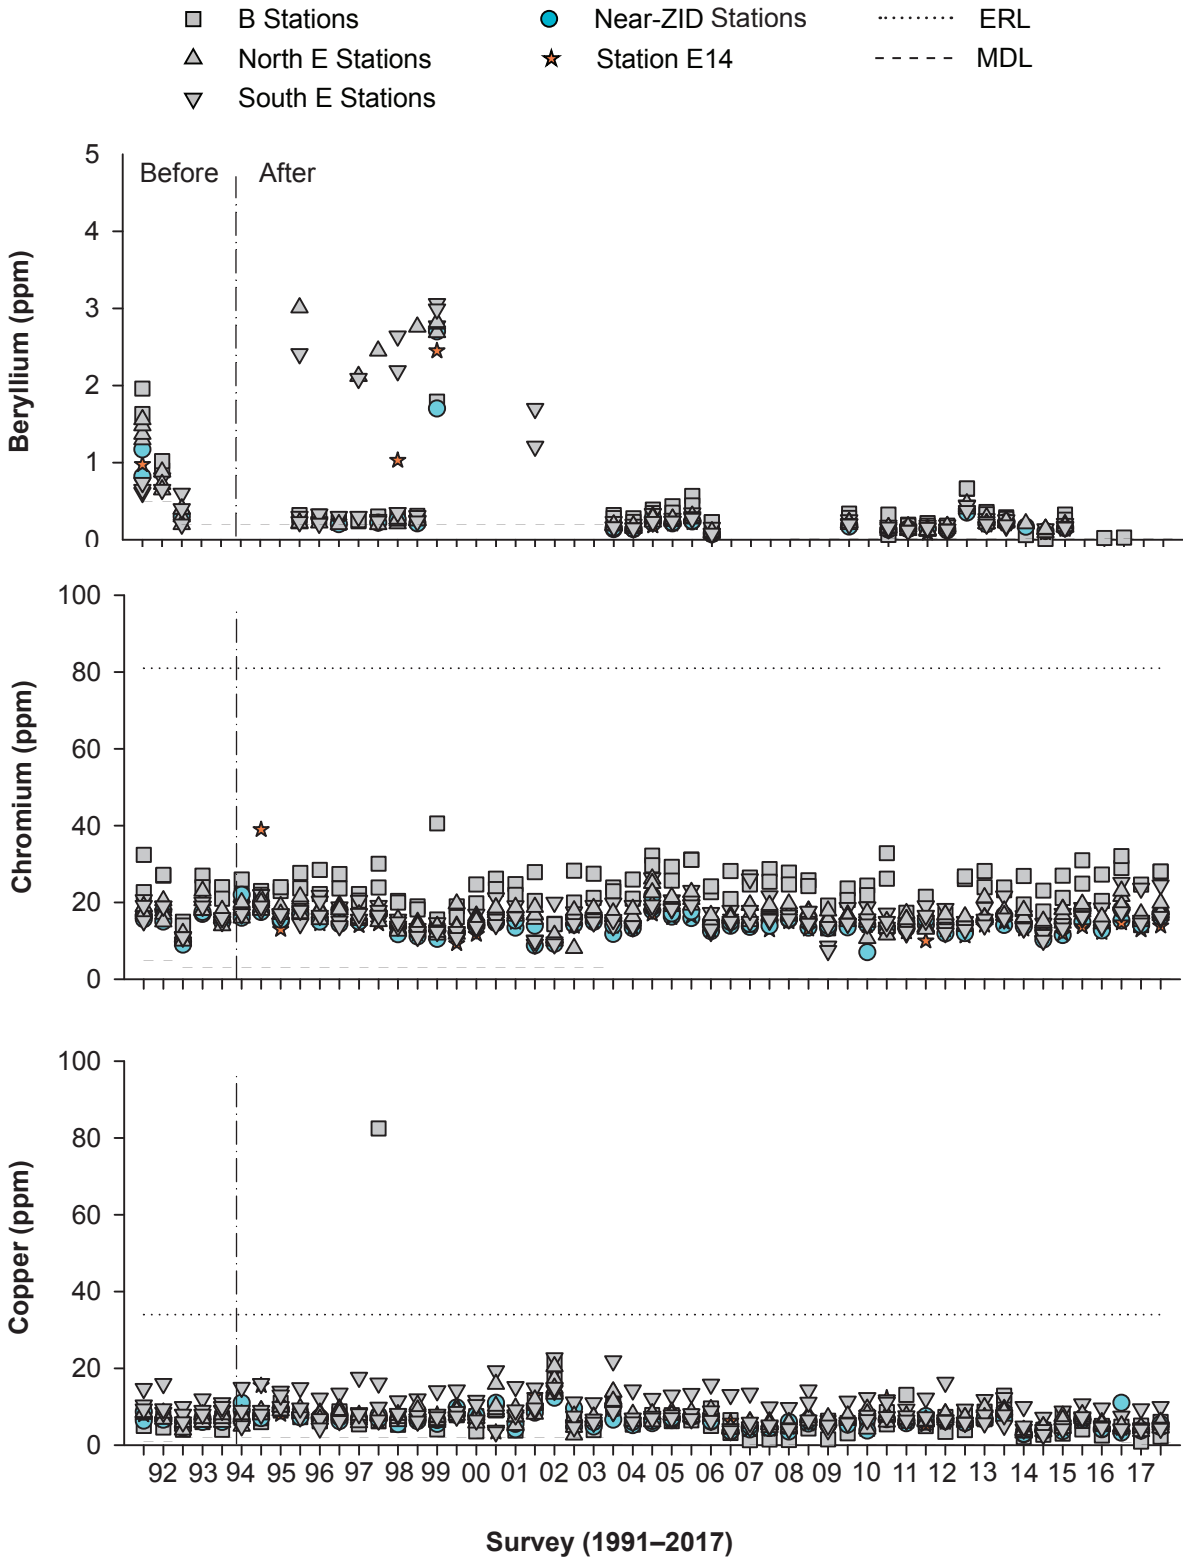 B Stations
North E Stations
South E Stations
Near-ZID Stations
Station E14
ERL
MDL
Before After
Beryllium (ppm)
5
4
3
2
1
0
Chromium (ppm)
100
80
60
40
20
0
Copper (ppm)
100
80
60
40
20
0
92 93 94 95 96 97 98 99 00 01 02 03 04 05 06 07 08 09 10 11 12 13 14 15 16 17
Survey (1991–2017)